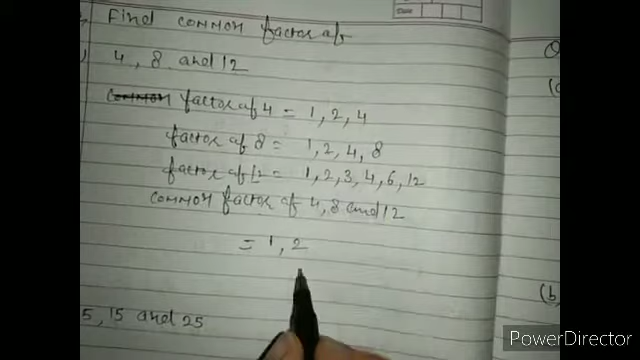 Find common factor of
4, 8 and 12
common factor of 4 = 1, 2, 4
factor of 8 = 1, 2, 4, 8
factor of 12 = 1, 2, 3, 4, 6, 12
common factor of 4, 8 and 12
= 1, 2
5, 15 and 25
(b,
PowerDirector